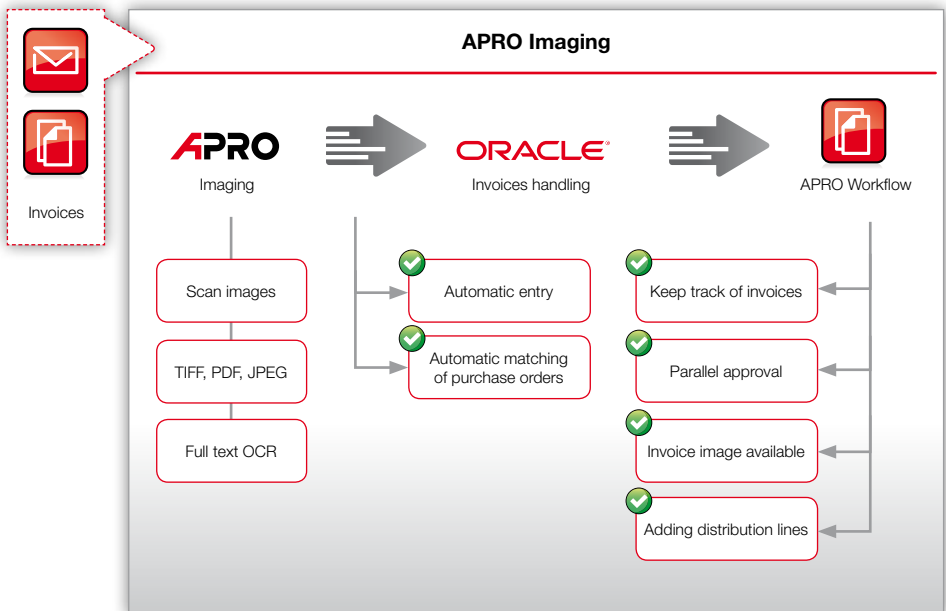 APRO Imaging
Invoices
APRO
Imaging
ORACLE®
Invoices handling
APRO Workflow
Scan images
TIFF, PDF, JPEG
Full text OCR
Automatic entry
Automatic matching
of purchase orders
Keep track of invoices
Parallel approval
Invoice image available
Adding distribution lines